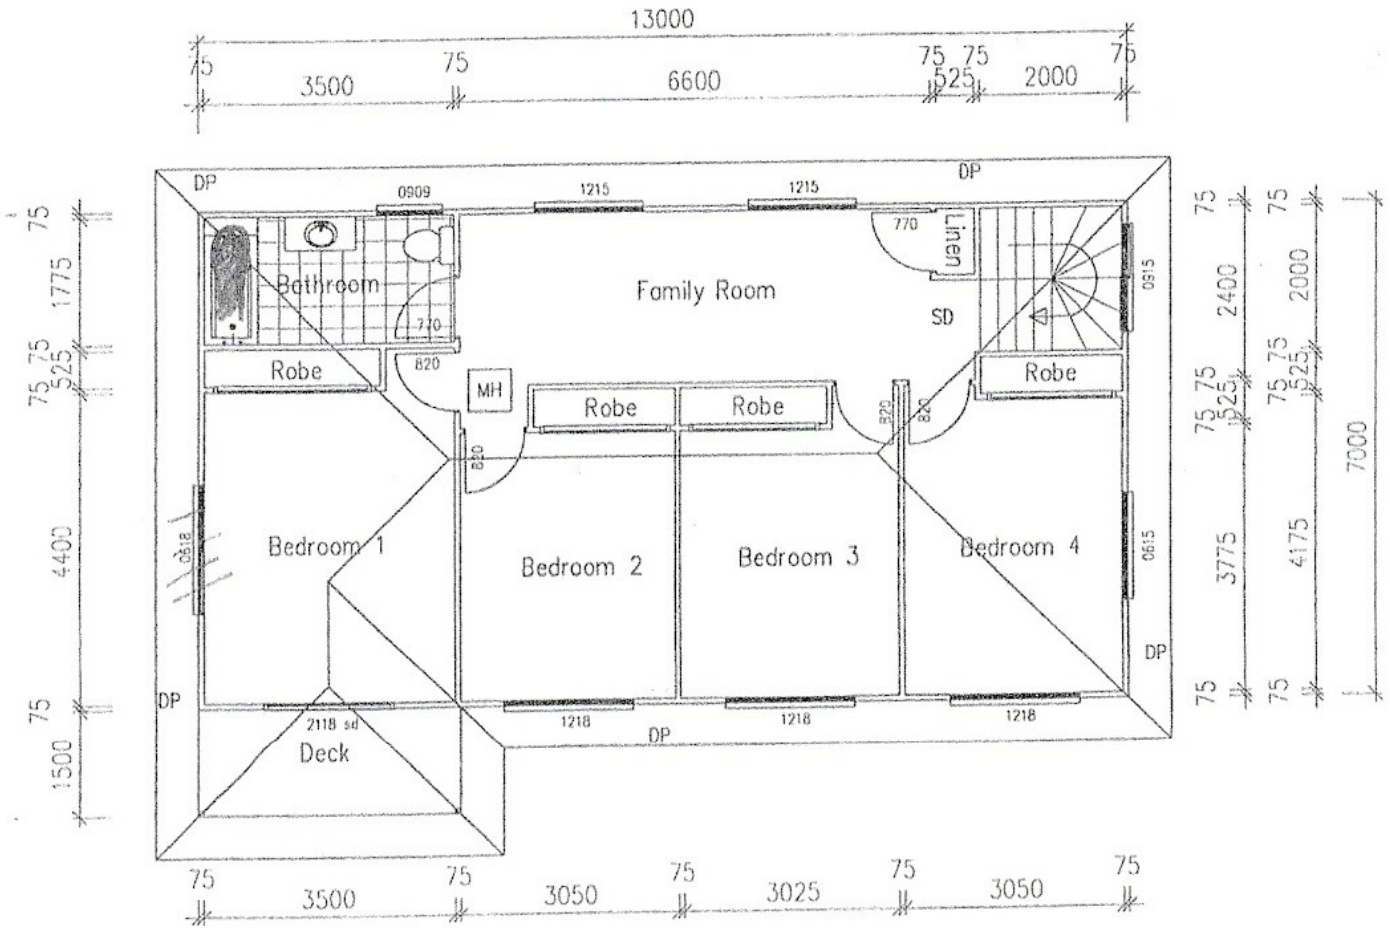 13000
75 75 75 75 75
3500 6600 525 2000
DP DP
0909 1215 1215
75 770 Linen 75 75
1775 Bathroom Family Room 2400 2000 0915
770 SD
75 820 75
525 Robe MH Robe 75 525
75 Robe Robe 525 75
820 820 820 75
7000
4400 0618 Bedroom 1 Bedroom 2 Bedroom 3 Bedroom 4 0615 3775 4175
DP DP
75 75 75
2118 sd 1218 1218 1218
Deck DP
1500
75 75 75 75 75
3500 3050 3025 3050